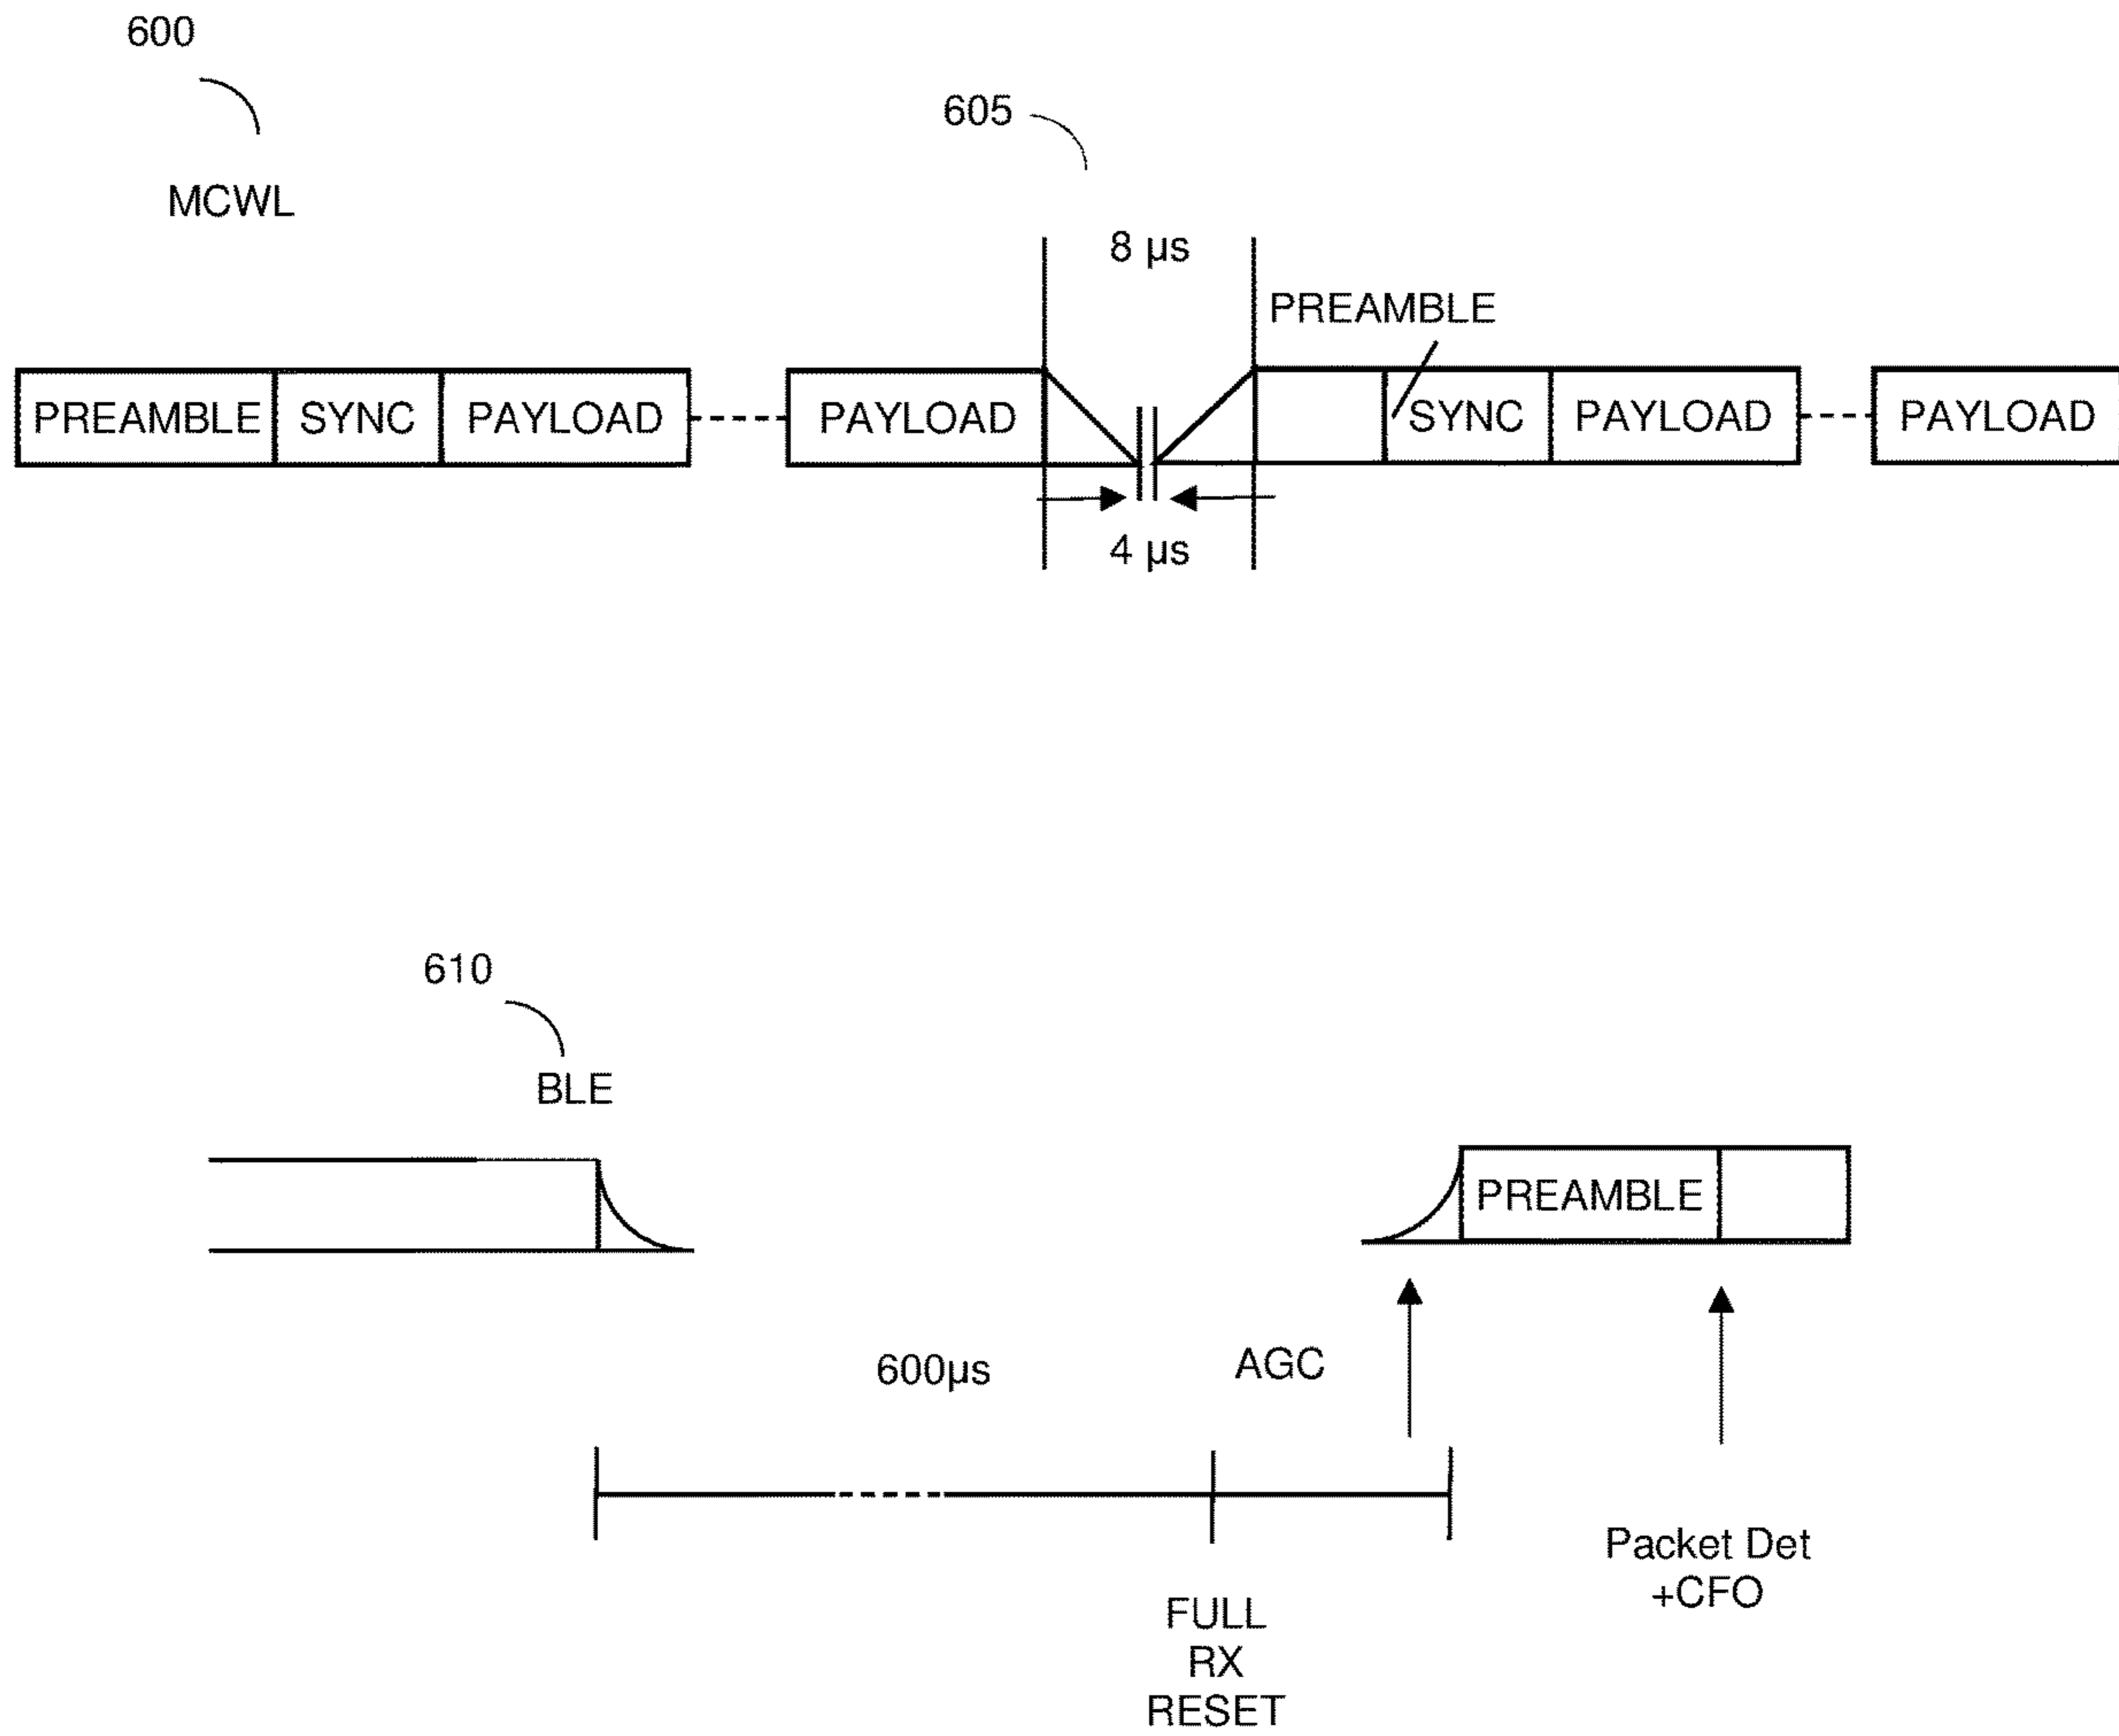 600
605
MCWL
8 µs
PREAMBLE
PREAMBLE SYNC PAYLOAD PAYLOAD SYNC PAYLOAD PAYLOAD
4 µs
610
BLE
PREAMBLE
600µs
AGC
Packet Det
+CFO
FULL
RX
RESET